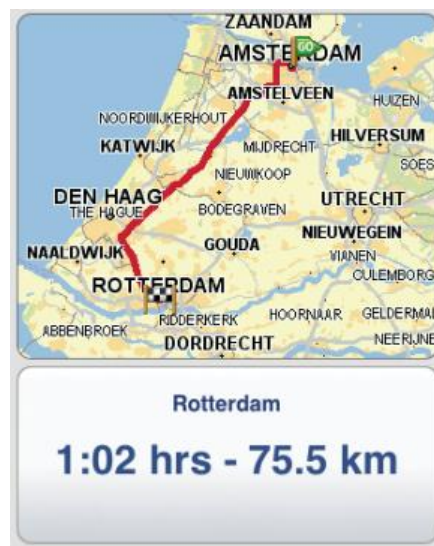 ZAANDAM
AMSTERDAM
GO
AMSTELVEEN
HUIZEN
NOORDWIJKERHOUT
MIJDRECHT
HILVERSUM
KATWIJK
SOES
NIEUWKOOP
DEN HAAG
THE HAGUE
BODEGRAVEN
UTRECHT
GOUDA
NIEUWEGEIN
NAALDWIJK
VIANEN
CULEMBORG
ROTTERDAM
RIDDERKERK
HOORNAAR
GELDERMAL
ABBENBROEK
DORDRECHT
NEERIJNE
Rotterdam
1:02 hrs - 75.5 km